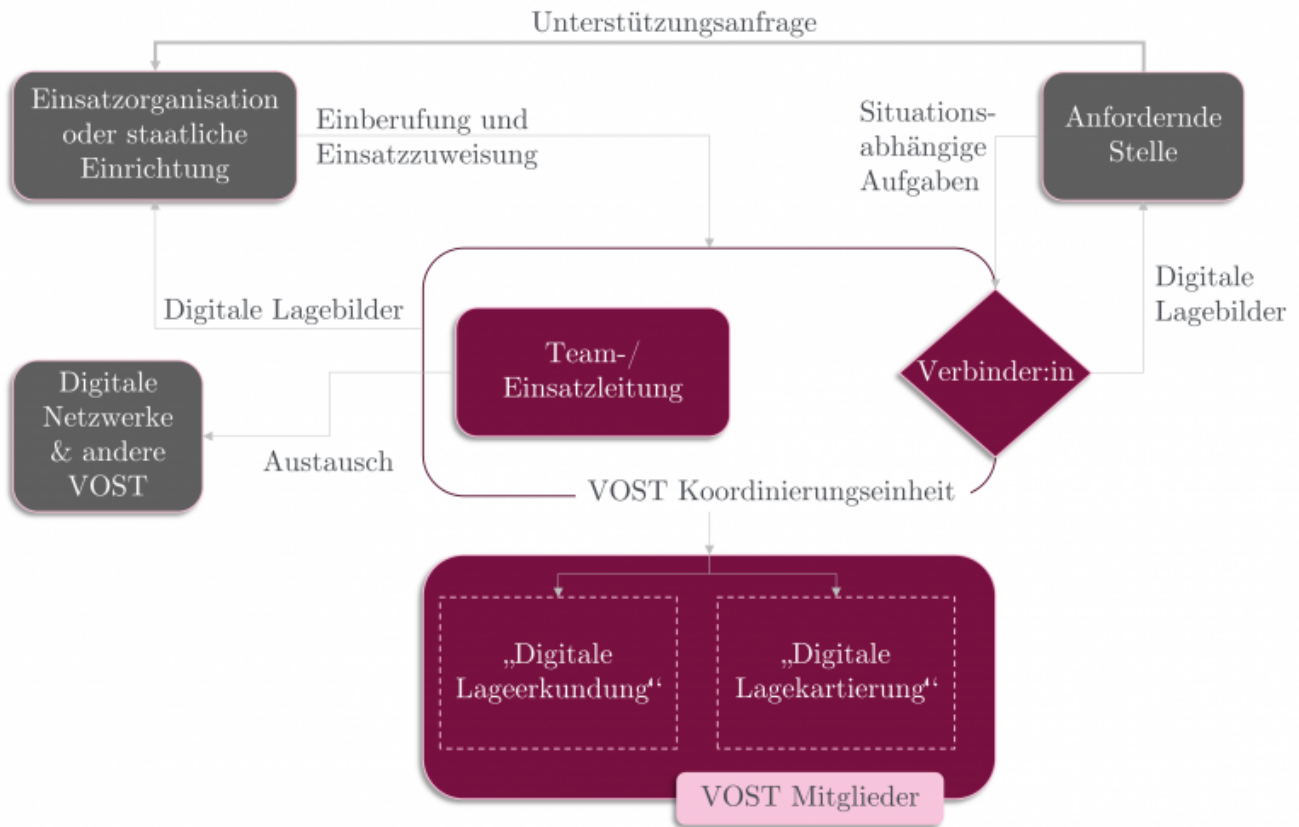 Unterstützungsanfrage
Einsatzorganisation
oder staatliche
Einrichtung
Einberufung und
Einsatzzuweisung
Situations-
abhängige
Aufgaben
Anfordernde
Stelle
Digitale Lagebilder
Digitale
Lagebilder
Team-/
Einsatzleitung
Verbinder:in
Digitale
Netzwerke
& andere
VOST
Austausch
VOST Koordinierungseinheit
„Digitale
Lageerkundung“
„Digitale
Lagekartierung“
VOST Mitglieder